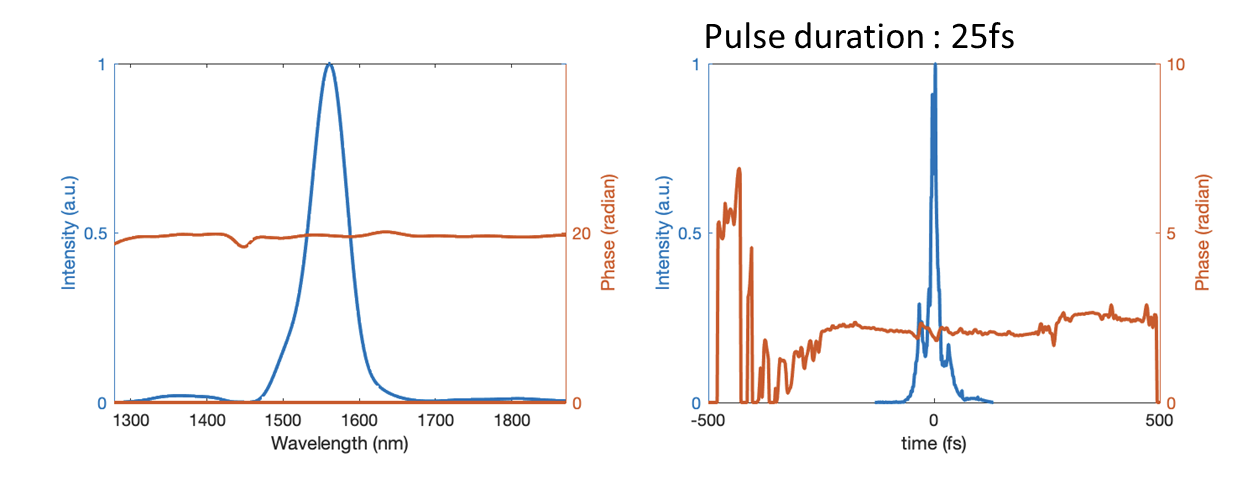 Pulse duration : 25fs
1
0.5
0
Intensity (a.u.)
20
0
Phase (radian)
1300 1400 1500 1600 1700 1800
Wavelength (nm)
1
0.5
0
Intensity (a.u.)
10
5
0
Phase (radian)
-500 0 500
time (fs)